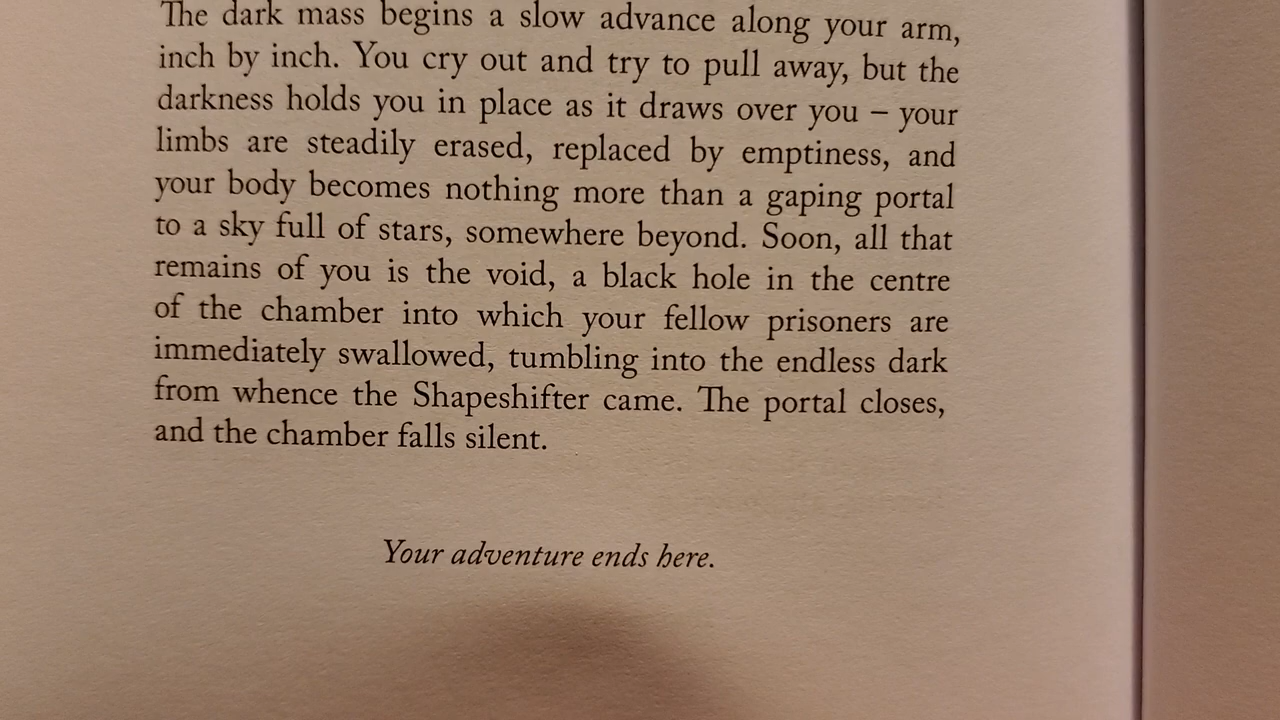 The dark mass begins a slow advance along your arm,
inch by inch. You cry out and try to pull away, but the
darkness holds you in place as it draws over you – your
limbs are steadily erased, replaced by emptiness, and
your body becomes nothing more than a gaping portal
to a sky full of stars, somewhere beyond. Soon, all that
remains of you is the void, a black hole in the centre
of the chamber into which your fellow prisoners are
immediately swallowed, tumbling into the endless dark
from whence the Shapeshifter came. The portal closes,
and the chamber falls silent.
Your adventure ends here.